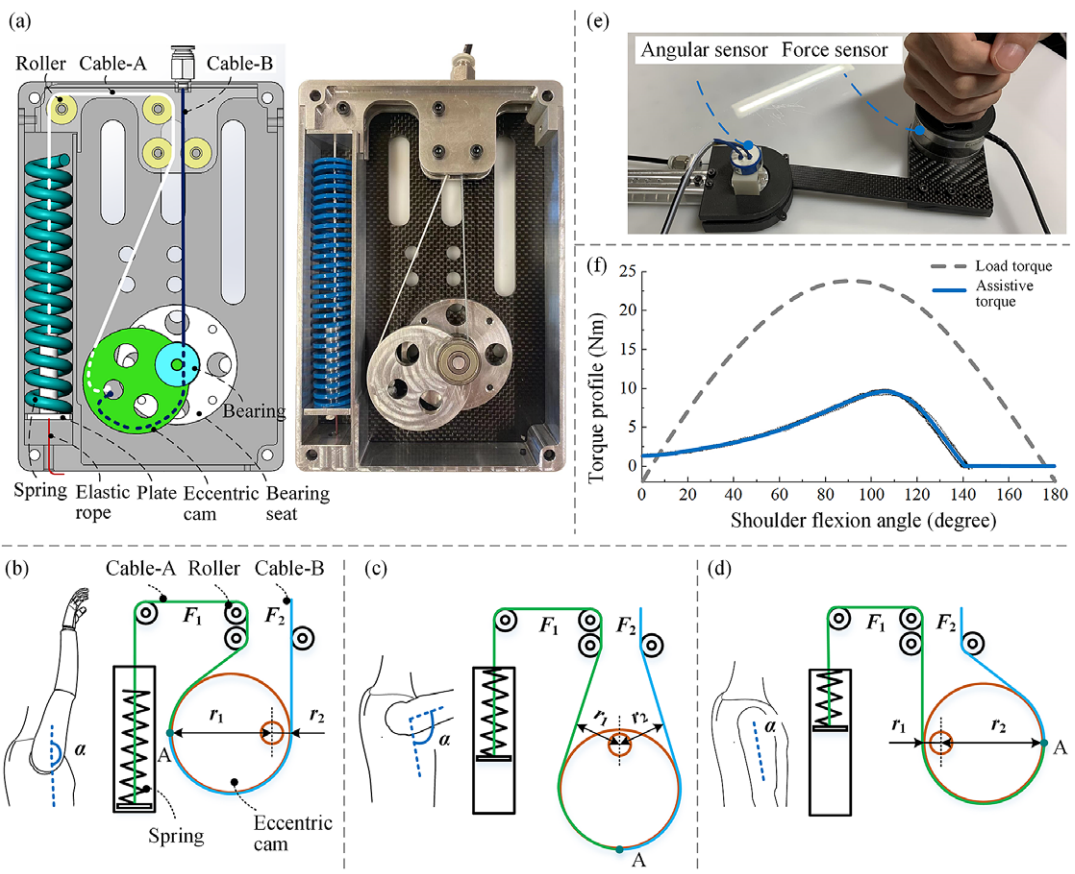 (a)
Roller
Cable-A
Cable-B
Bearing
Spring
Elastic
rope
Plate
Eccentric
cam
Bearing
seat
(e)
Angular sensor
Force sensor
(f)
Load torque
Assistive
torque
Torque profile (Nm)
25
20
15
10
5
0
0 20 40 60 80 100 120 140 160 180
Shoulder flexion angle (degree)
(b)
Cable-A
Roller
Cable-B
F1
F2
r1
r2
A
α
Spring
Eccentric
cam
(c)
F1
F2
r1
r2
α
A
(d)
F1
F2
r1
r2
α
A